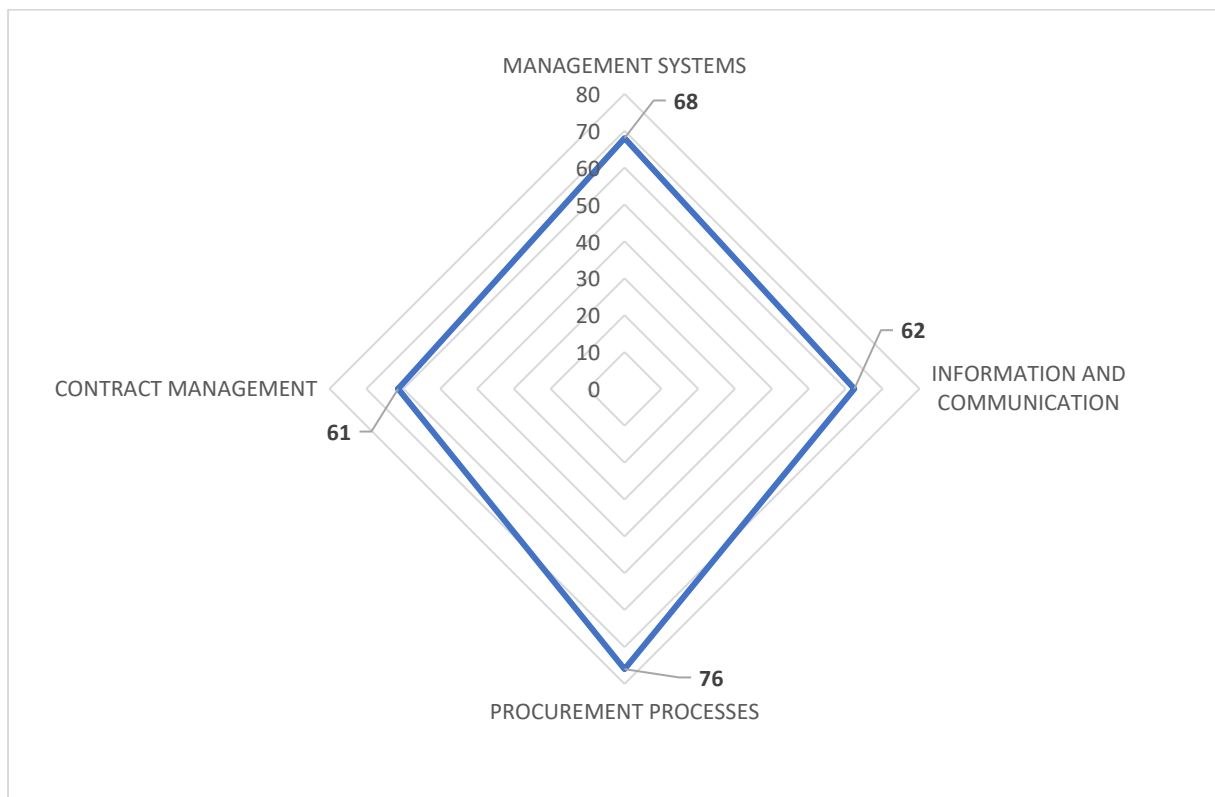 MANAGEMENT SYSTEMS
80
68
70
60
50
40
30
20
10
0
62
INFORMATION AND
COMMUNICATION
CONTRACT MANAGEMENT
61
76
PROCUREMENT PROCESSES